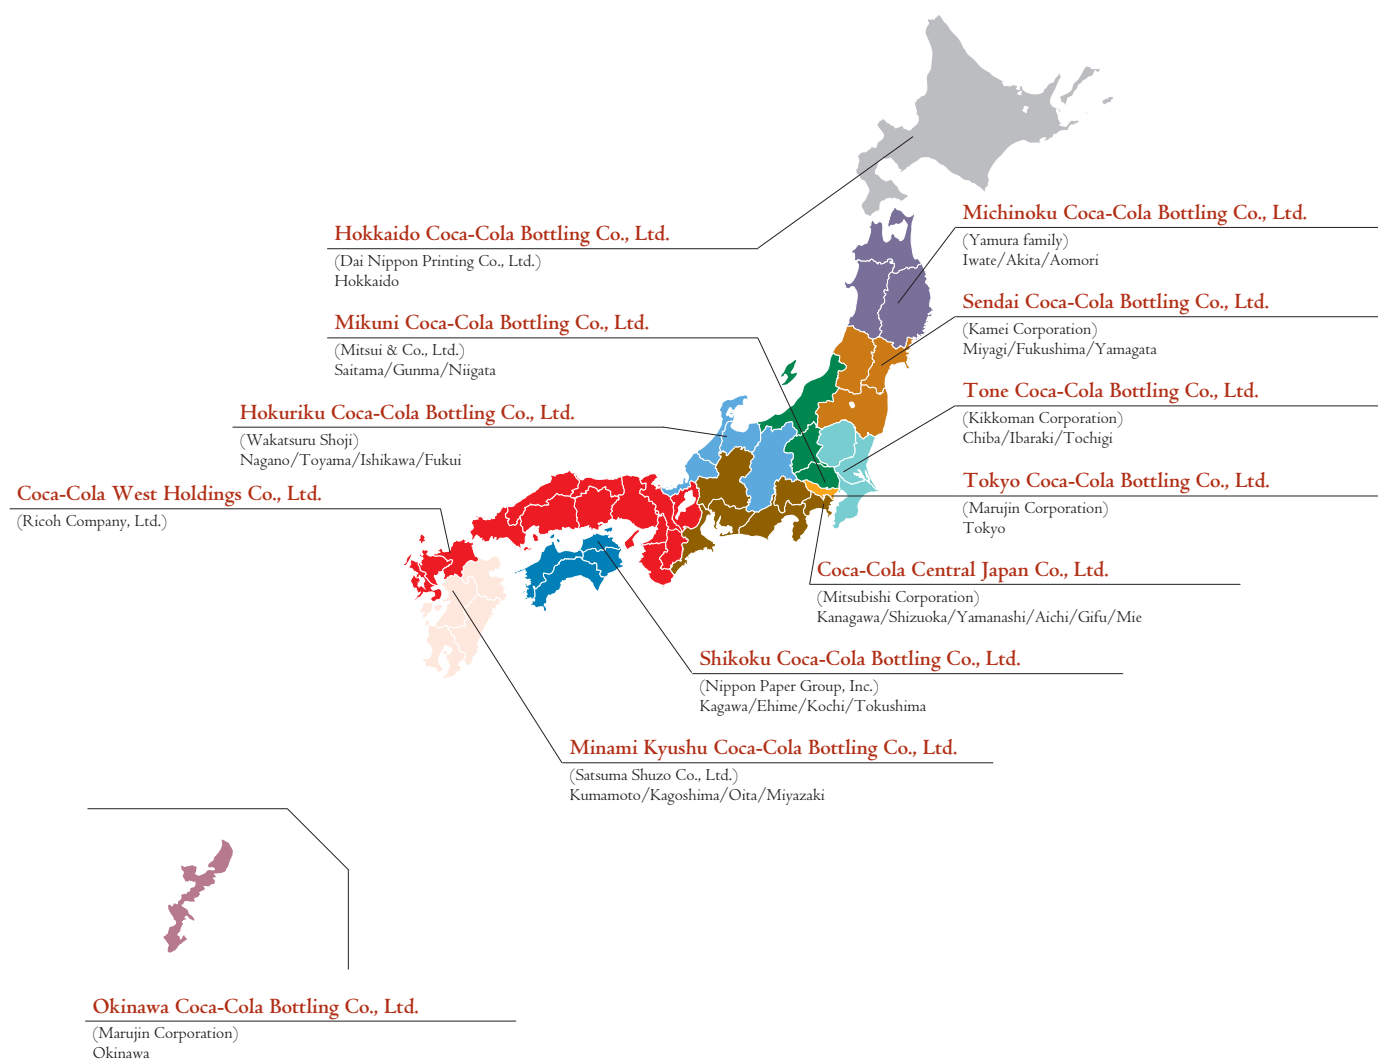 Hokkaido Coca-Cola Bottling Co., Ltd.
(Dai Nippon Printing Co., Ltd.)
Hokkaido
Michinoku Coca-Cola Bottling Co., Ltd.
(Yamura family)
Iwate/Akita/Aomori
Mikuni Coca-Cola Bottling Co., Ltd.
(Mitsui & Co., Ltd.)
Saitama/Gunma/Niigata
Sendai Coca-Cola Bottling Co., Ltd.
(Kamei Corporation)
Miyagi/Fukushima/Yamagata
Hokuriku Coca-Cola Bottling Co., Ltd.
(Wakatsuru Shoji)
Nagano/Toyama/Ishikawa/Fukui
Tone Coca-Cola Bottling Co., Ltd.
(Kikkoman Corporation)
Chiba/Ibaraki/Tochigi
Coca-Cola West Holdings Co., Ltd.
(Ricoh Company, Ltd.)
Tokyo Coca-Cola Bottling Co., Ltd.
(Marujin Corporation)
Tokyo
Coca-Cola Central Japan Co., Ltd.
(Mitsubishi Corporation)
Kanagawa/Shizuoka/Yamanashi/Aichi/Gifu/Mie
Shikoku Coca-Cola Bottling Co., Ltd.
(Nippon Paper Group, Inc.)
Kagawa/Ehime/Kochi/Tokushima
Minami Kyushu Coca-Cola Bottling Co., Ltd.
(Satsuma Shuzo Co., Ltd.)
Kumamoto/Kagoshima/Oita/Miyazaki
Okinawa Coca-Cola Bottling Co., Ltd.
(Marujin Corporation)
Okinawa